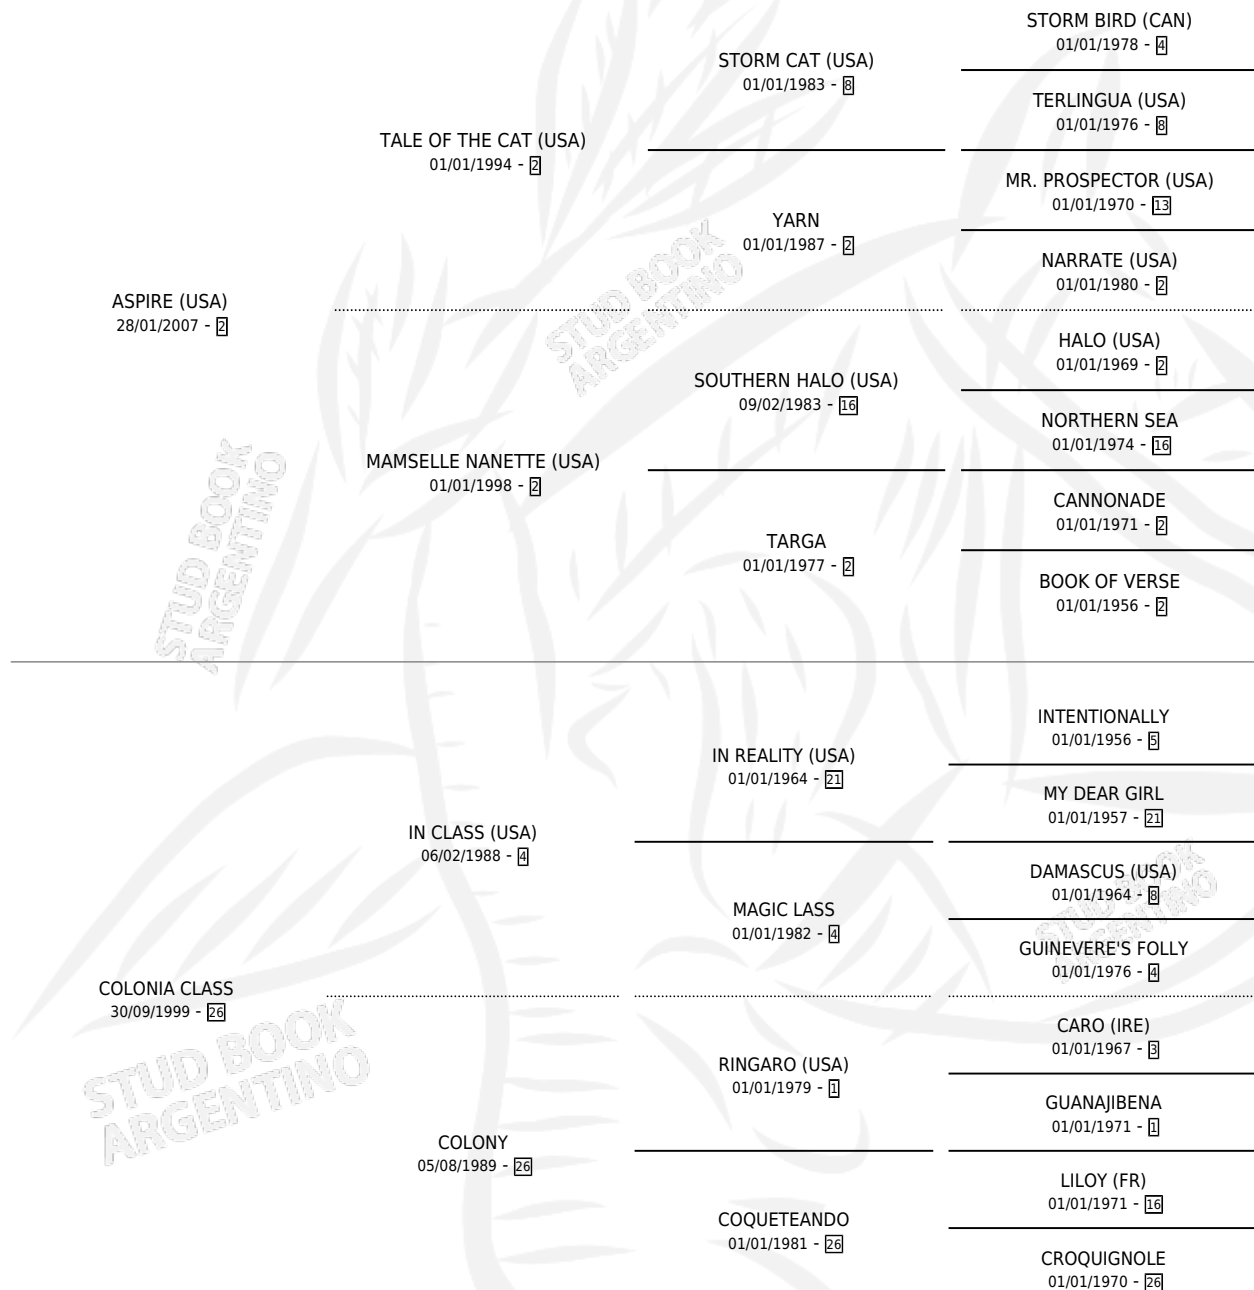 STORM BIRD (CAN)
01/01/1978 - 4
STORM CAT (USA)
01/01/1983 - 8
TERLINGUA (USA)
01/01/1976 - 8
TALE OF THE CAT (USA)
01/01/1994 - 2
MR. PROSPECTOR (USA)
01/01/1970 - 13
YARN
01/01/1987 - 2
NARRATE (USA)
01/01/1980 - 2
ASPIRE (USA)
28/01/2007 - 2
HALO (USA)
01/01/1969 - 2
SOUTHERN HALO (USA)
09/02/1983 - 16
NORTHERN SEA
01/01/1974 - 16
MAMSELLE NANETTE (USA)
01/01/1998 - 2
CANNONADE
01/01/1971 - 2
TARGA
01/01/1977 - 2
BOOK OF VERSE
01/01/1956 - 2
INTENTIONALLY
01/01/1956 - 5
IN REALITY (USA)
01/01/1964 - 21
MY DEAR GIRL
01/01/1957 - 21
IN CLASS (USA)
06/02/1988 - 4
DAMASCUS (USA)
01/01/1964 - 8
MAGIC LASS
01/01/1982 - 4
GUINEVERE'S FOLLY
01/01/1976 - 4
COLONIA CLASS
30/09/1999 - 26
CARO (IRE)
01/01/1967 - 3
RINGARO (USA)
01/01/1979 - 1
GUANAJIBENA
01/01/1971 - 1
COLONY
05/08/1989 - 26
LILOY (FR)
01/01/1971 - 16
COQUETEANDO
01/01/1981 - 26
CROQUIGNOLE
01/01/1970 - 26
STUD BOOK
ARGENTINO
STUD BOOK
ARGENTINO
STUD BOOK
ARGENTINO
STUD BOOK
ARGENTINO